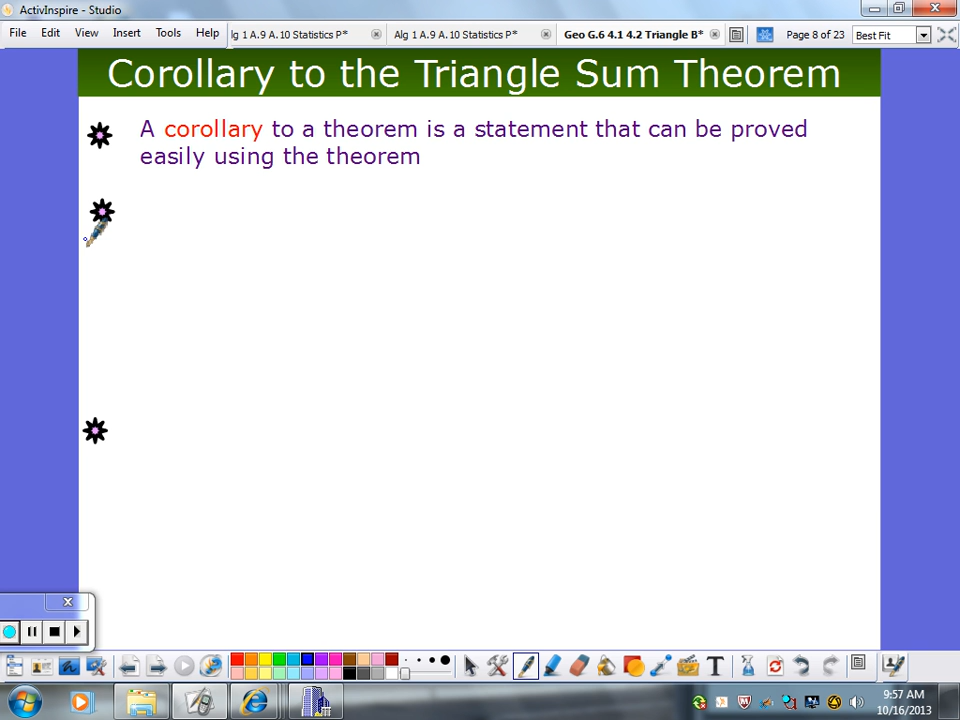 ActivInspire - Studio
File Edit View Insert Tools Help lg 1 A.9 A.10 Statistics P* Alg 1 A.9 A.10 Statistics P* Geo G.6 4.1 4.2 Triangle B* Page 8 of 23 Best Fit
Corollary to the Triangle Sum Theorem
A corollary to a theorem is a statement that can be proved
easily using the theorem
T
9:57 AM
10/16/2013